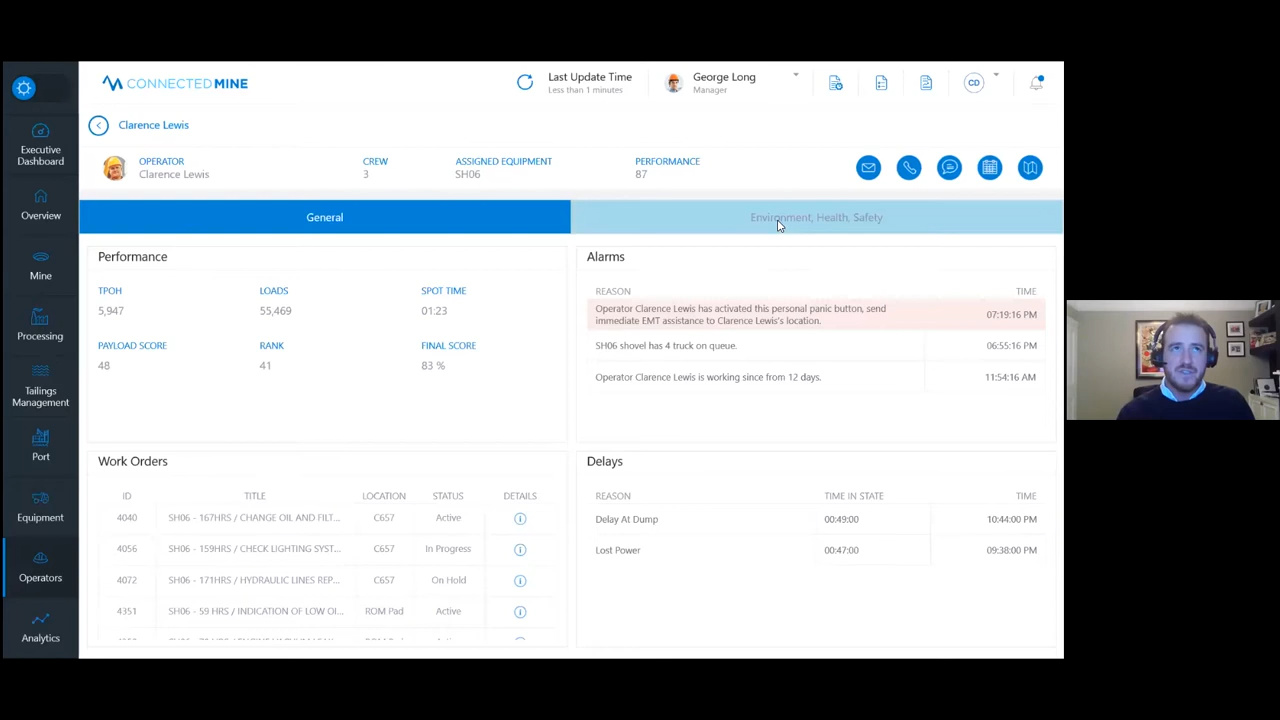 CONNECTEDMINE
Last Update Time
Less than 1 minutes
George Long
Manager
CD
Executive
Dashboard
Overview
Mine
Processing
Tailings
Management
Port
Equipment
Operators
Analytics
Clarence Lewis
OPERATOR
Clarence Lewis
CREW
3
ASSIGNED EQUIPMENT
SH06
PERFORMANCE
87
General
Environment, Health, Safety
Performance
TPOH LOADS SPOT TIME
5,947 55,469 01:23
PAYLOAD SCORE RANK FINAL SCORE
48 41 83 %
Alarms
REASON TIME
Operator Clarence Lewis has activated this personal panic button, send
immediate EMT assistance to Clarence Lewis's location.
07:19:16 PM
SH06 shovel has 4 truck on queue. 06:55:16 PM
Operator Clarence Lewis is working since from 12 days. 11:54:16 AM
Work Orders
ID TITLE LOCATION STATUS DETAILS
4040 SH06 - 167HRS / CHANGE OIL AND FILT... C657 Active
4056 SH06 - 159HRS / CHECK LIGHTING SYST... C657 In Progress
4072 SH06 - 171HRS / HYDRAULIC LINES REP... C657 On Hold
4351 SH06 - 59 HRS / INDICATION OF LOW OI... ROM Pad Active
Delays
REASON TIME IN STATE TIME
Delay At Dump 00:49:00 10:44:00 PM
Lost Power 00:47:00 09:38:00 PM